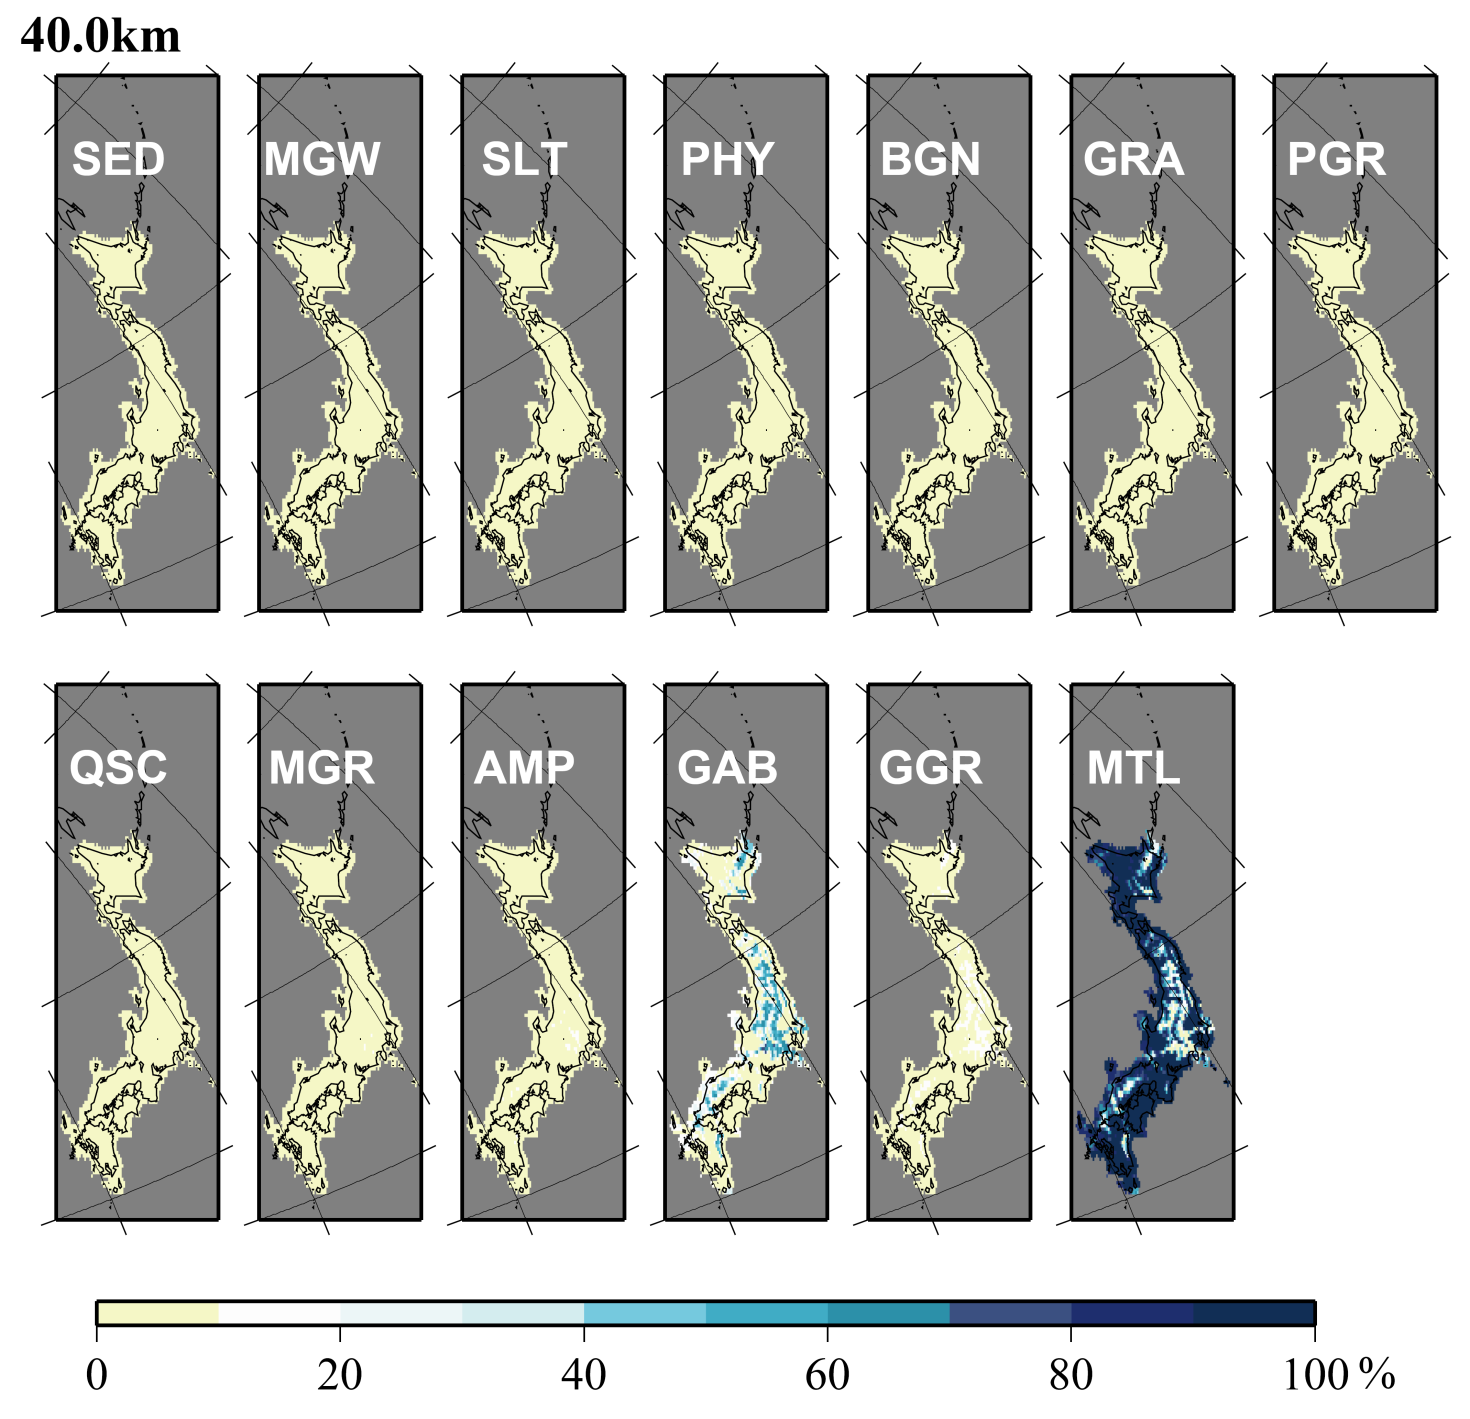 40.0km
SED MGW SLT PHY BGN GRA PGR
QSC MGR AMP GAB GGR MTL
0 20 40 60 80 100 %